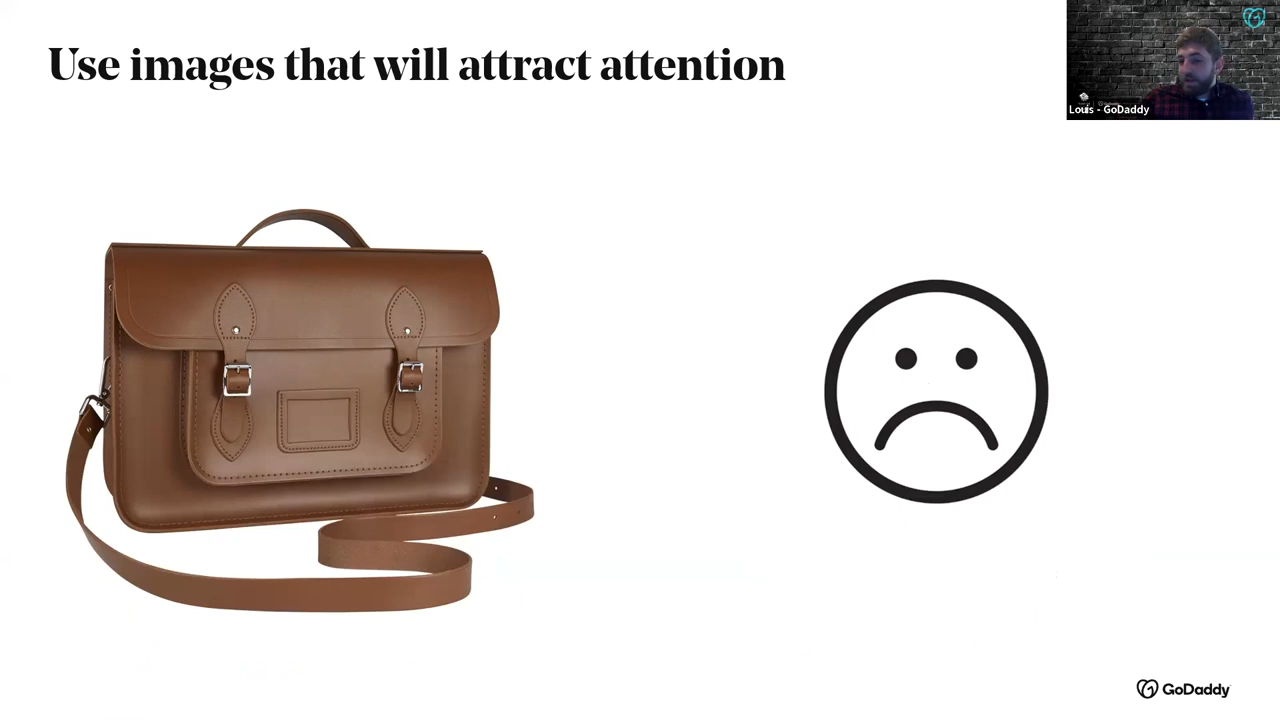 Use images that will attract attention
Louis - GoDaddy
GoDaddy